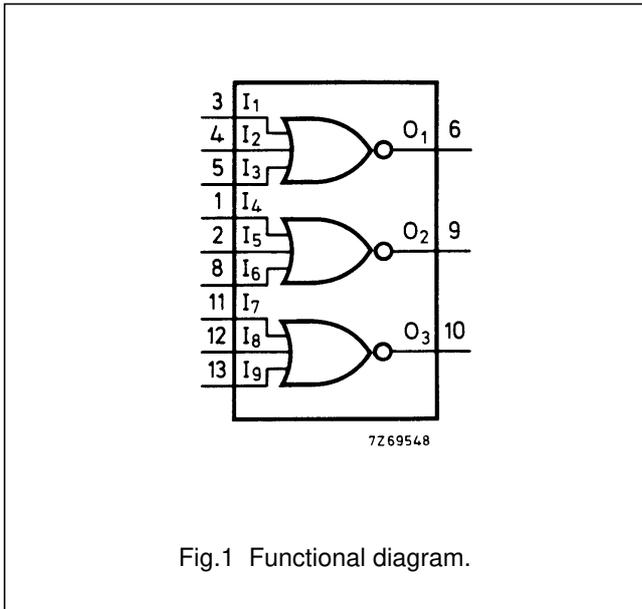 3 I1
4 I2 O1 6
5 I3
1 I4
2 I5 O2 9
8 I6
11 I7
12 I8 O3 10
13 I9
7Z69548
Fig.1 Functional diagram.